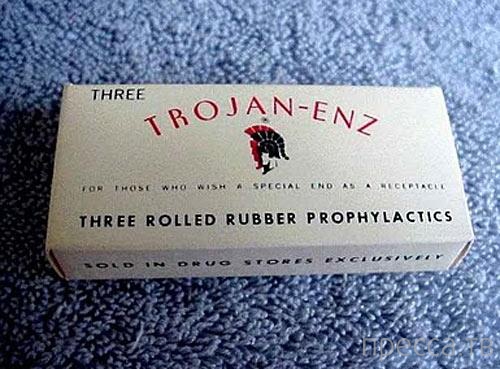 THREE
TROJAN-ENZ
®
FOR THOSE WHO WISH A SPECIAL END AS A RECEPTACLE
THREE ROLLED RUBBER PROPHYLACTICS
SOLD IN DRUG STORES EXCLUSIVELY